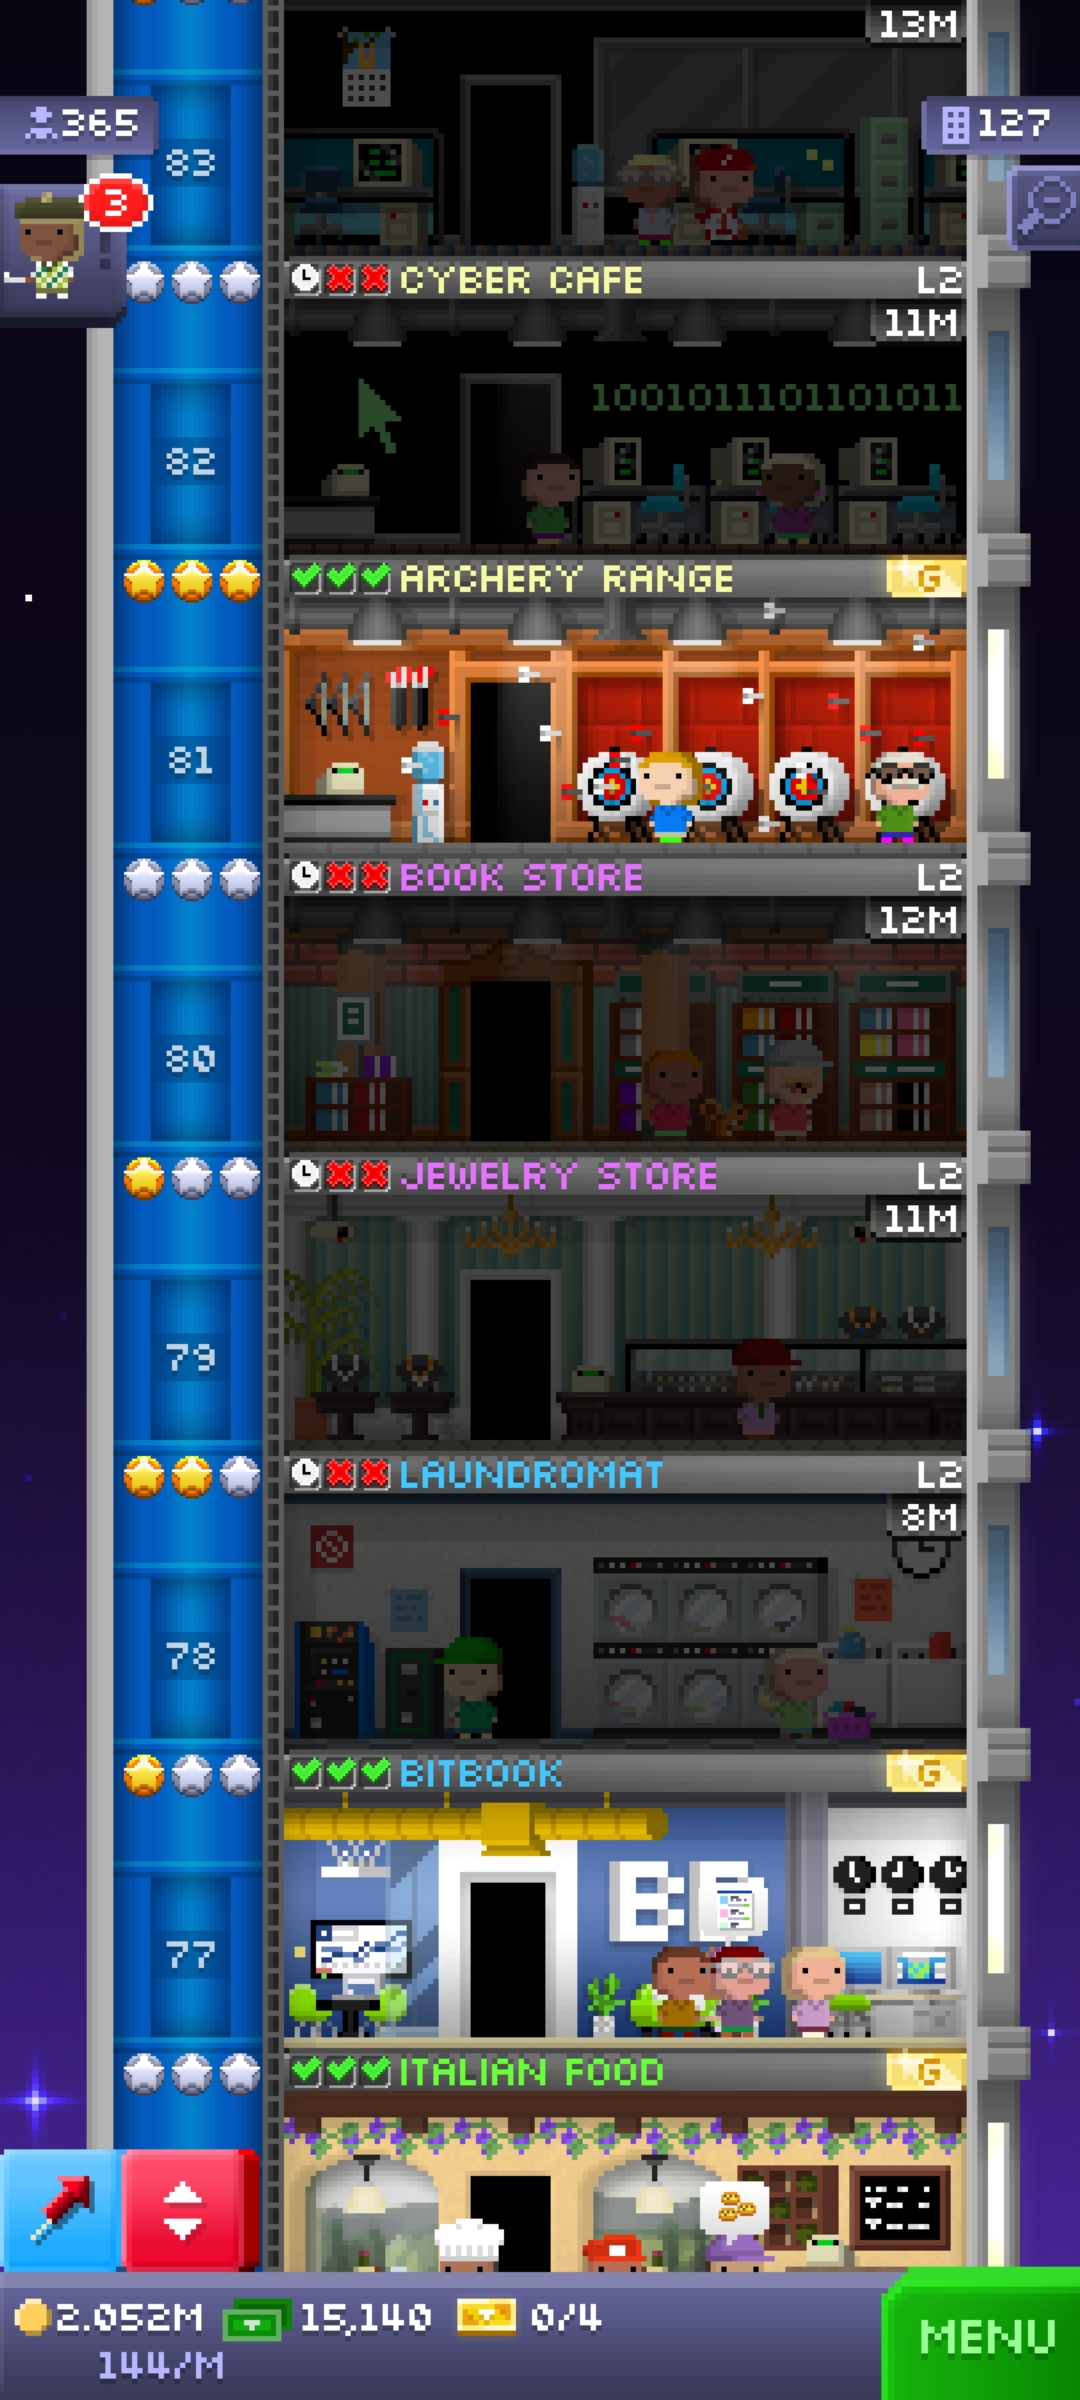 13M
365
127
83
3
CYBER CAFE L2
11M
1001011101101011
82
ARCHERY RANGE G
81
BOOK STORE L2
12M
80
JEWELRY STORE L2
11M
79
LAUNDROMAT L2
8M
78
BITBOOK G
77
ITALIAN FOOD G
2.052M 15,140 0/4
144/M
MENU